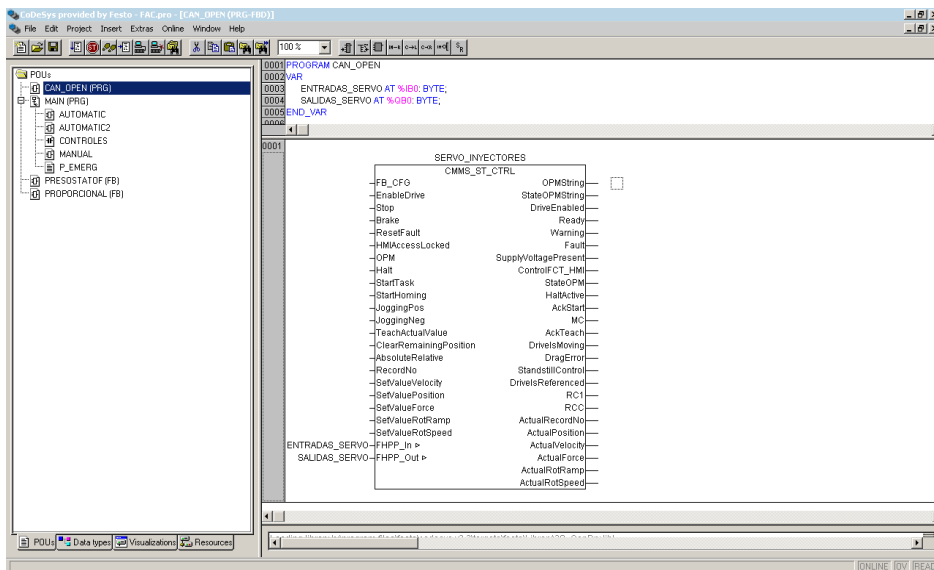 CoDeSys provided by Festo - FAC.pro - [CAN_OPEN (PRG-FBD)]
File Edit Project Insert Extras Online Window Help
100 %
POUs
CAN_OPEN (PRG)
MAIN (PRG)
AUTOMATIC
AUTOMATIC2
CONTROLES
MANUAL
P_EMERG
PRESOSTATOF (FB)
PROPORCIONAL (FB)
POUs Data types Visualizations Resources
0001 PROGRAM CAN_OPEN
0002 VAR
0003 ENTRADAS_SERVO AT %IB0: BYTE;
0004 SALIDAS_SERVO AT %QB0: BYTE;
0005 END_VAR
0006
0001
SERVO_INYECTORES
CMMS_ST_CTRL
FB_CFG OPMString
EnableDrive StateOPMString
Stop DriveEnabled
Brake Ready
ResetFault Warning
HMIAccessLocked Fault
OPM SupplyVoltagePresent
Halt ControlFCT_HMI
StartTask StateOPM
StartHoming HaltActive
JoggingPos AckStart
JoggingNeg MC
TeachActualValue AckTeach
ClearRemainingPosition DriveIsMoving
AbsoluteRelative DragError
RecordNo StandstillControl
SetValueVelocity DriveIsReferenced
SetValuePosition RC1
SetValueForce RCC
SetValueRotRamp ActualRecordNo
SetValueRotSpeed ActualPosition
ENTRADAS_SERVO FHPP_In ActualVelocity
SALIDAS_SERVO FHPP_Out ActualForce
ActualRotRamp
ActualRotSpeed
ONLINE OV READ